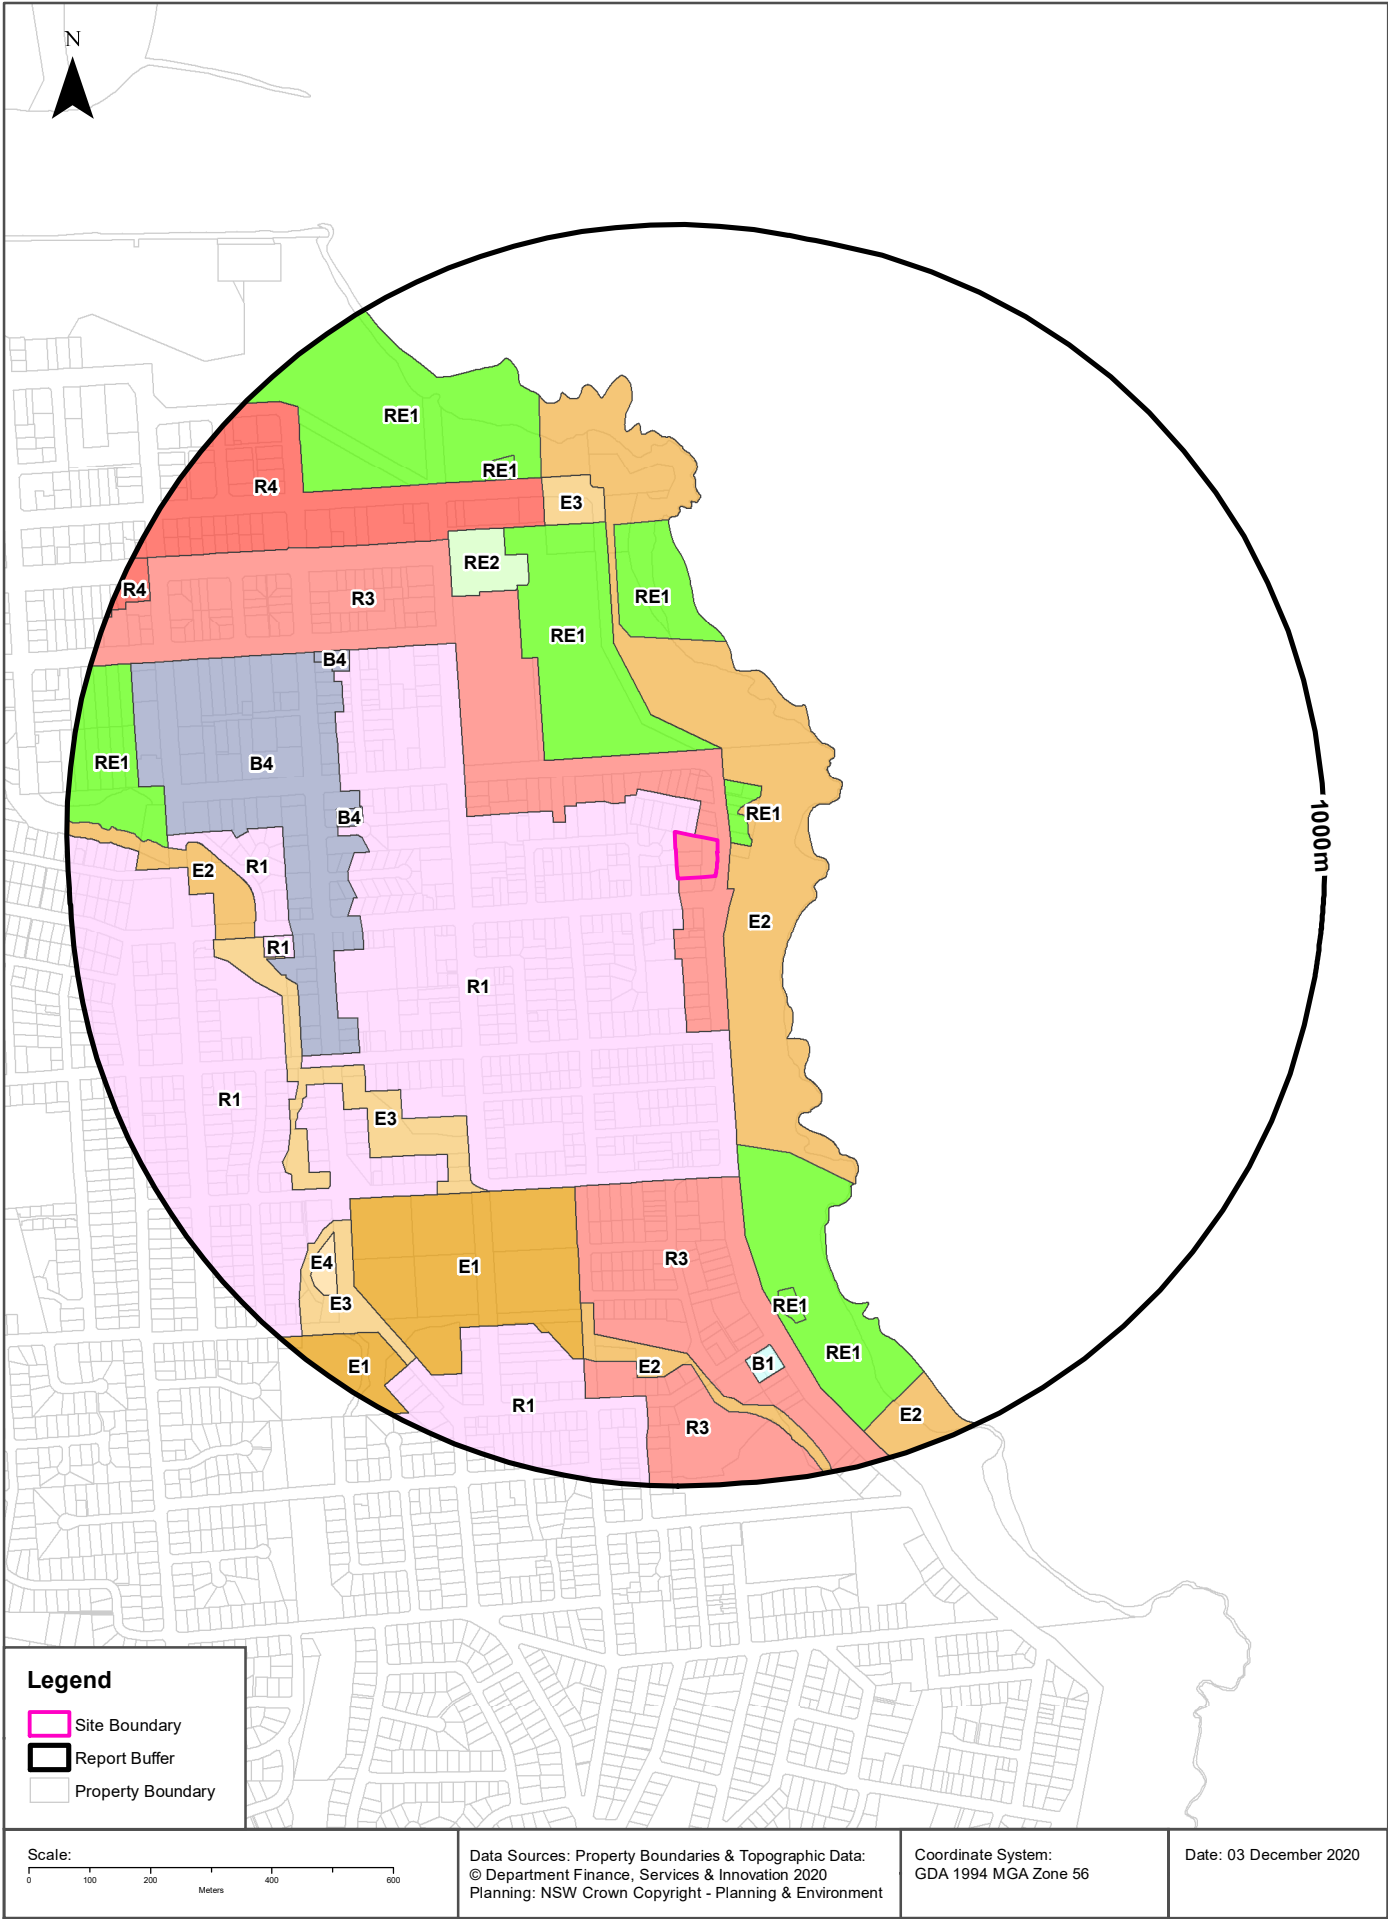 N
RE1
RE1
R4
E3
RE2
R4
R3
RE1
RE1
B4
RE1
B4
B4
RE1
1000m
E2
R1
E2
R1
R1
R1
E3
E4
E1
R3
E3
RE1
RE1
E1
E2
B1
R1
R3
E2
Legend
Site Boundary
Report Buffer
Property Boundary
Scale:
0 100 200 400 600
Meters
Data Sources: Property Boundaries & Topographic Data:
© Department Finance, Services & Innovation 2020
Planning: NSW Crown Copyright - Planning & Environment
Coordinate System:
GDA 1994 MGA Zone 56
Date: 03 December 2020